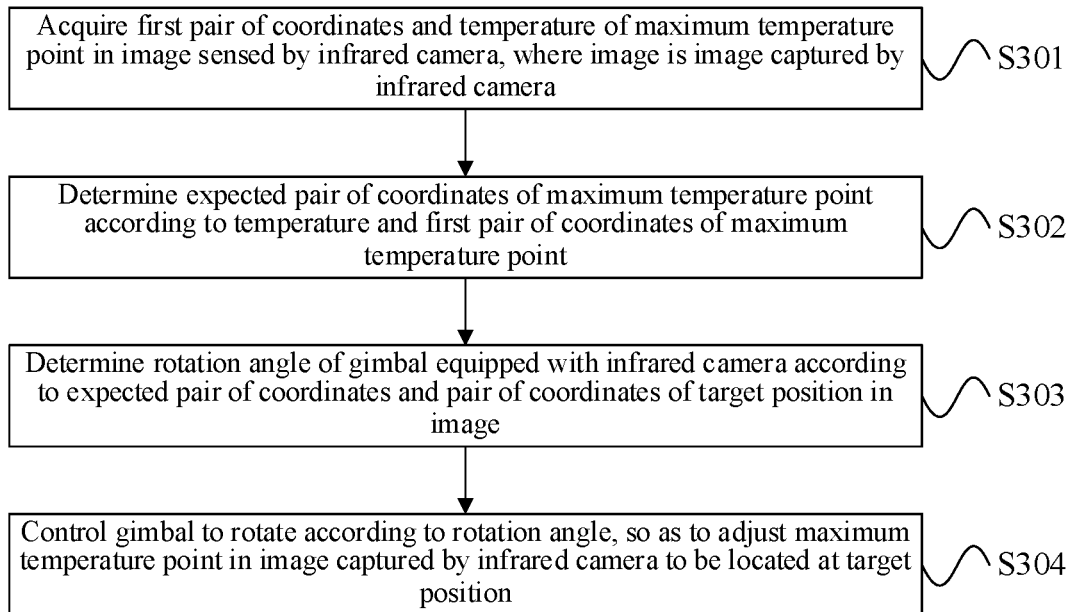 Acquire first pair of coordinates and temperature of maximum temperature
point in image sensed by infrared camera, where image is image captured by
infrared camera
S301
Determine expected pair of coordinates of maximum temperature point
according to temperature and first pair of coordinates of maximum
temperature point
S302
Determine rotation angle of gimbal equipped with infrared camera according
to expected pair of coordinates and pair of coordinates of target position in
image
S303
Control gimbal to rotate according to rotation angle, so as to adjust maximum
temperature point in image captured by infrared camera to be located at target
position
S304